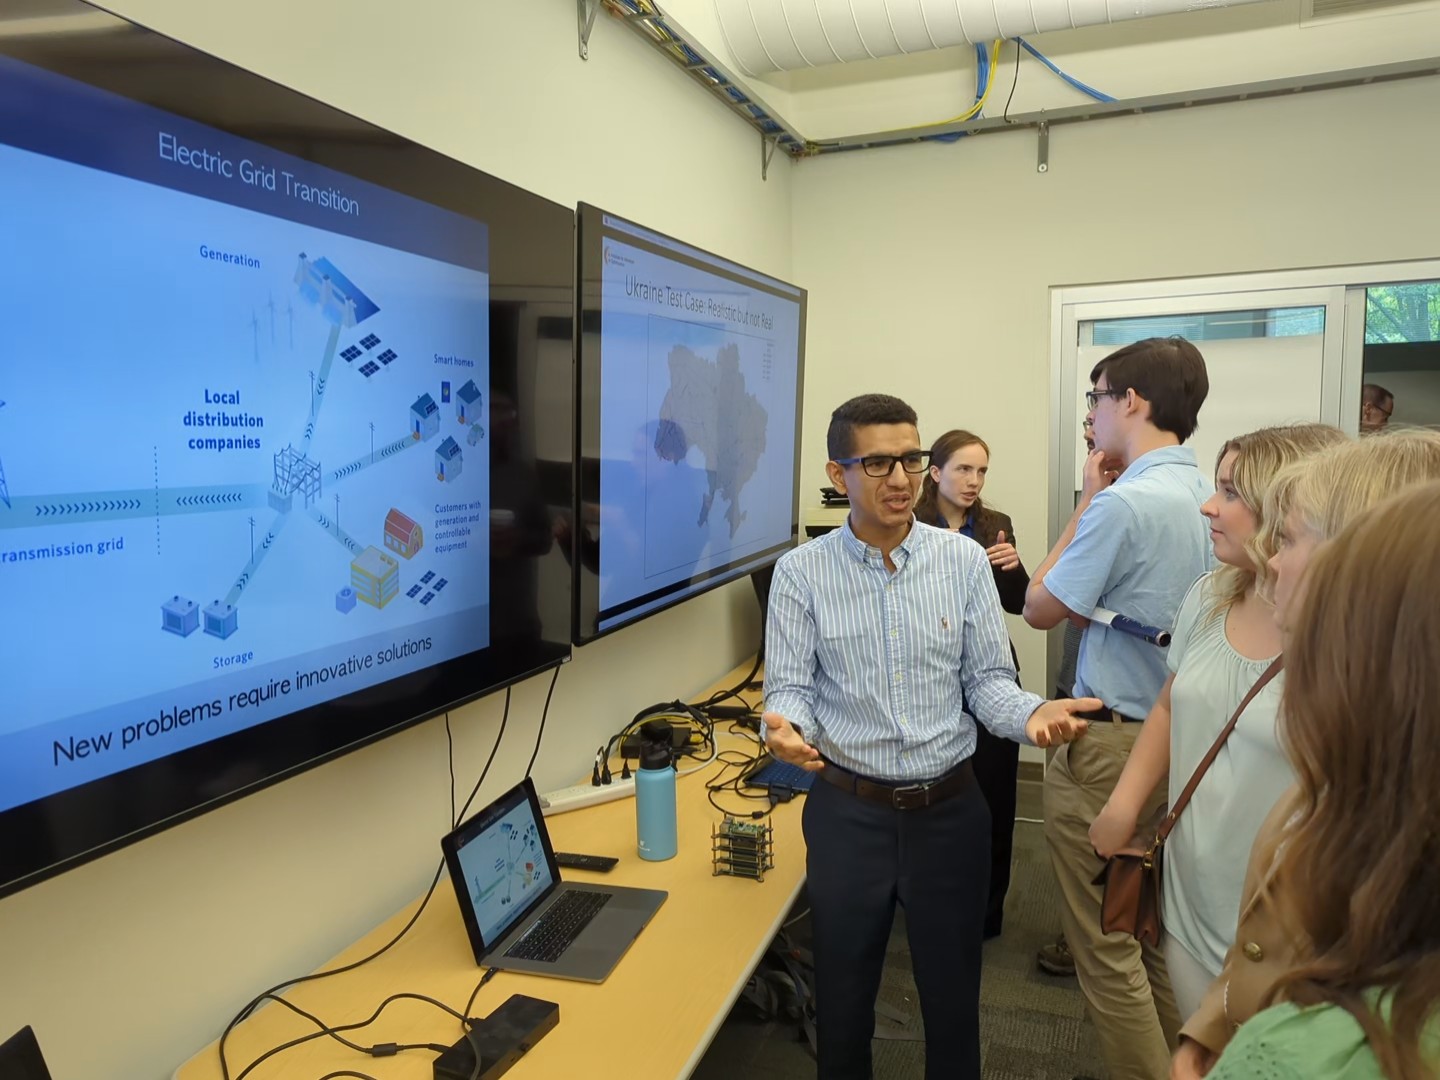 Electric Grid Transition
Generation
Smart homes
Local
distribution
companies
Customers with
generation and
controllable
equipment
ransmission grid
Storage
New problems require innovative solutions
Ukraine Test Case: Realistic but not Real